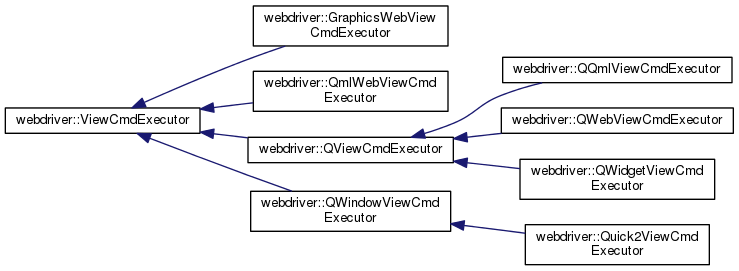 webdriver::GraphicsWebView
CmdExecutor
webdriver::QmlWebViewCmd
Executor
webdriver::ViewCmdExecutor
webdriver::QViewCmdExecutor
webdriver::QWindowViewCmd
Executor
webdriver::QQmlViewCmdExecutor
webdriver::QWebViewCmdExecutor
webdriver::QWidgetViewCmd
Executor
webdriver::Quick2ViewCmd
Executor